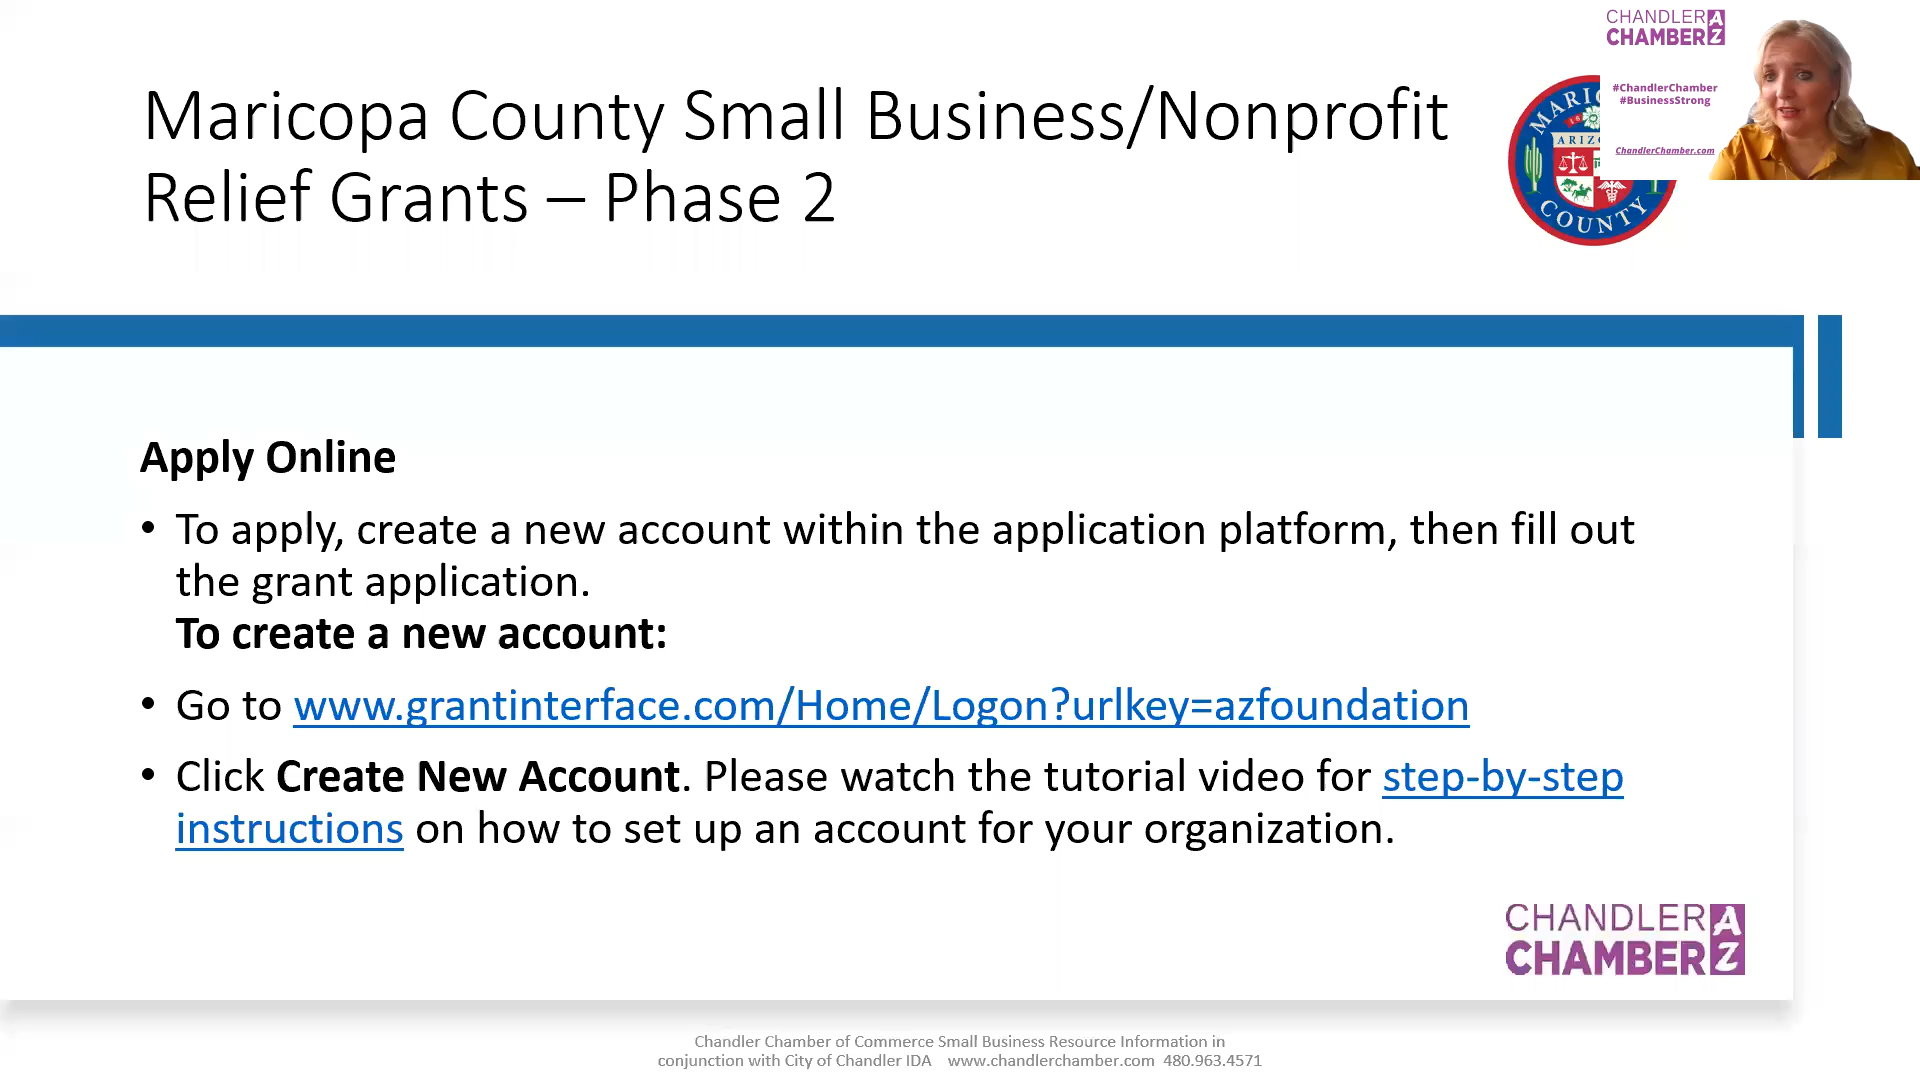 CHANDLER AZ
CHAMBER
#ChandlerChamber
#BusinessStrong
ChandlerChamber.com
Maricopa County Small Business/Nonprofit
Relief Grants – Phase 2
ARIZ
COUNTY
Apply Online
• To apply, create a new account within the application platform, then fill out
the grant application.
To create a new account:
• Go to www.grantinterface.com/Home/Logon?urlkey=azfoundation
• Click Create New Account. Please watch the tutorial video for step-by-step
instructions on how to set up an account for your organization.
CHANDLER AZ
CHAMBER
Chandler Chamber of Commerce Small Business Resource Information in
conjunction with City of Chandler IDA www.chandlerchamber.com 480.963.4571